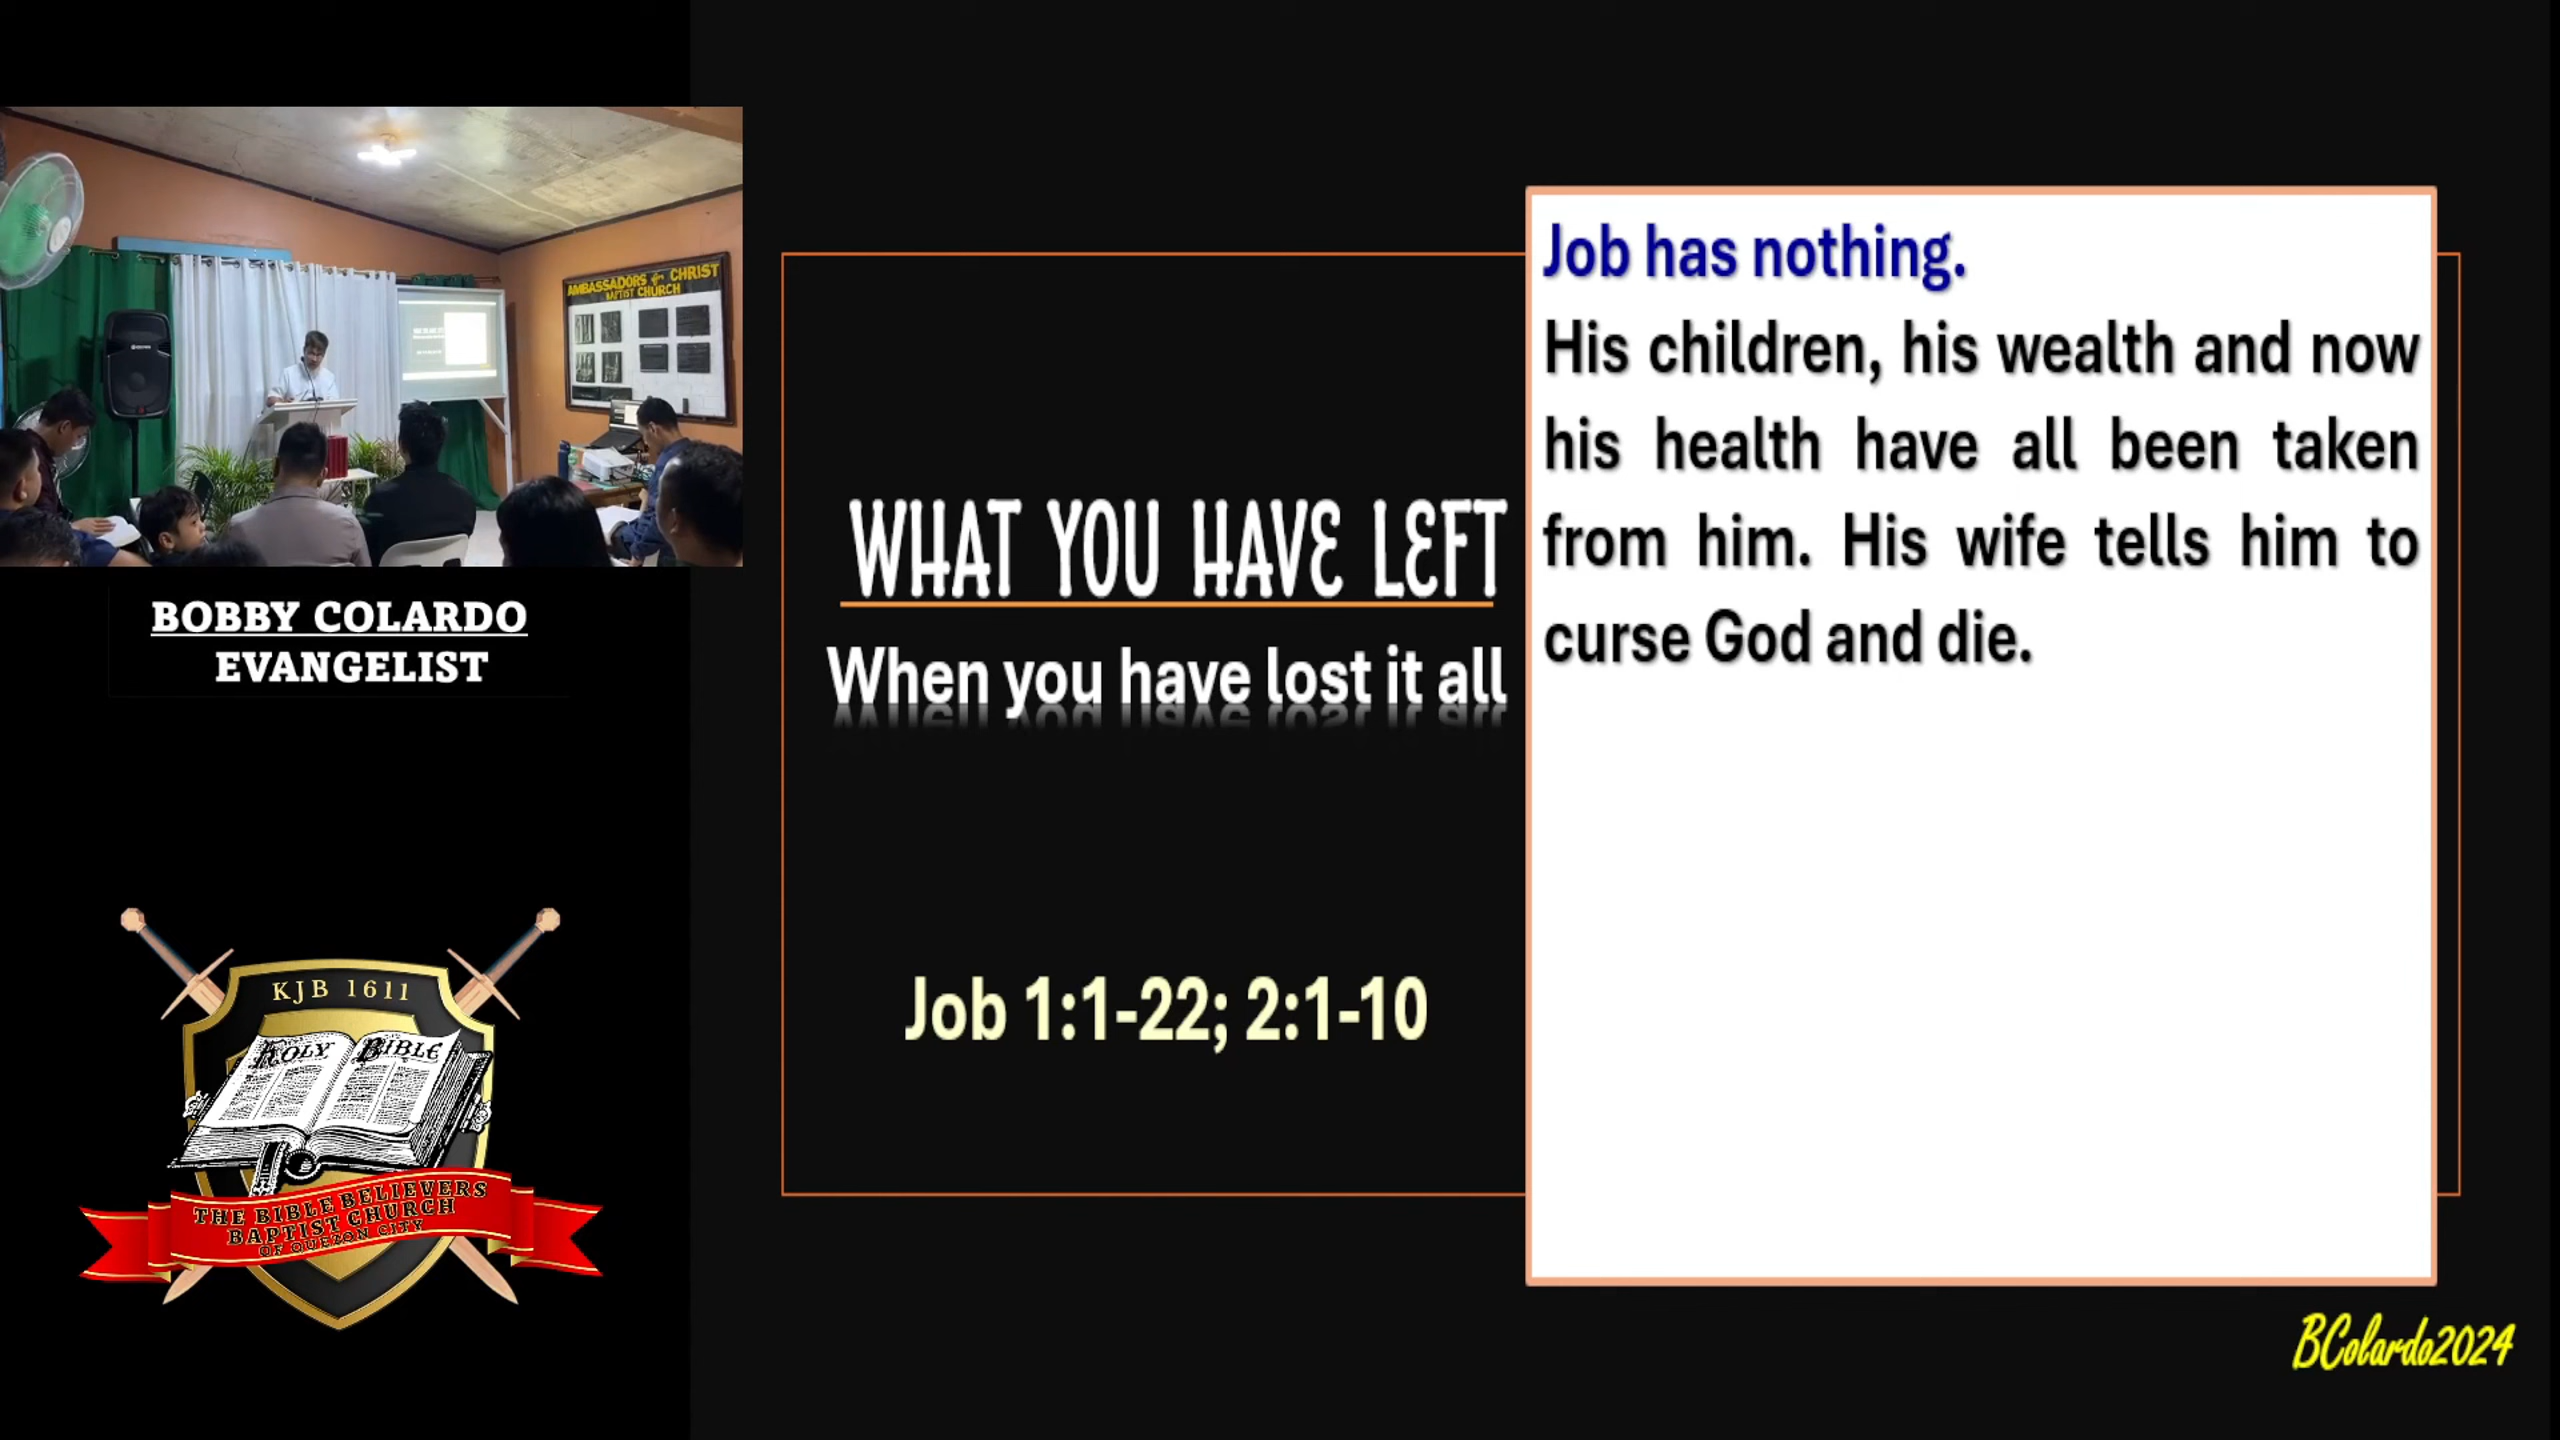 AMBASSADORS for CHRIST
BAPTIST CHURCH
BOBBY COLARDO
EVANGELIST
KJB 1611
HOLY BIBLE
THE BIBLE BELIEVERS
BAPTIST CHURCH
OF QUEZON CITY
WHAT YOU HAVE LEFT
When you have lost it all
Job 1:1-22; 2:1-10
Job has nothing.
His children, his wealth and now
his health have all been taken
from him. His wife tells him to
curse God and die.
BColardo2024